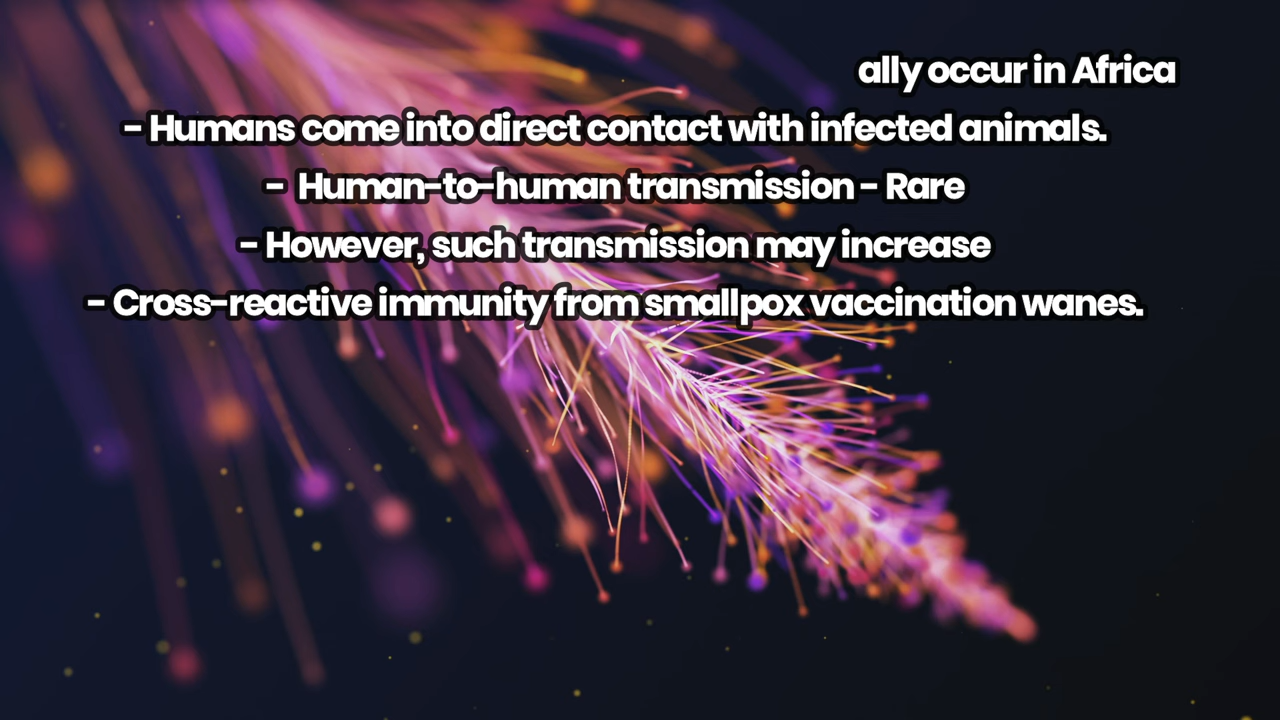 ally occur in Africa
- Humans come into direct contact with infected animals.
- Human-to-human transmission - Rare
- However, such transmission may increase
- Cross-reactive immunity from smallpox vaccination wanes.